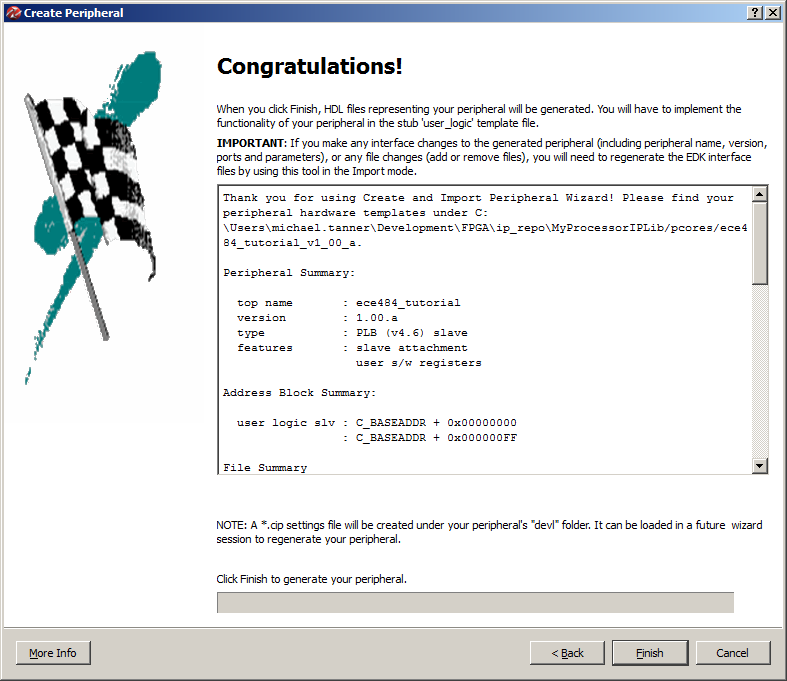 Create Peripheral
Congratulations!
When you click Finish, HDL files representing your peripheral will be generated. You will have to implement the
functionality of your peripheral in the stub 'user_logic' template file.
IMPORTANT: If you make any interface changes to the generated peripheral (including peripheral name, version,
ports and parameters), or any file changes (add or remove files), you will need to regenerate the EDK interface
files by using this tool in the Import mode.
Thank you for using Create and Import Peripheral Wizard! Please find your
peripheral hardware templates under C:
\Users\michael.tanner\Development\FPGA\ip_repo\MyProcessorIPLib/pcores/ece4
84_tutorial_v1_00_a.
Peripheral Summary:
top name : ece484_tutorial
version : 1.00.a
type : PLB (v4.6) slave
features : slave attachment
user s/w registers
Address Block Summary:
user logic slv : C_BASEADDR + 0x00000000
: C_BASEADDR + 0x000000FF
File Summary
NOTE: A *.cip settings file will be created under your peripheral's "devl" folder. It can be loaded in a future wizard
session to regenerate your peripheral.
Click Finish to generate your peripheral.
More Info
< Back
Finish
Cancel